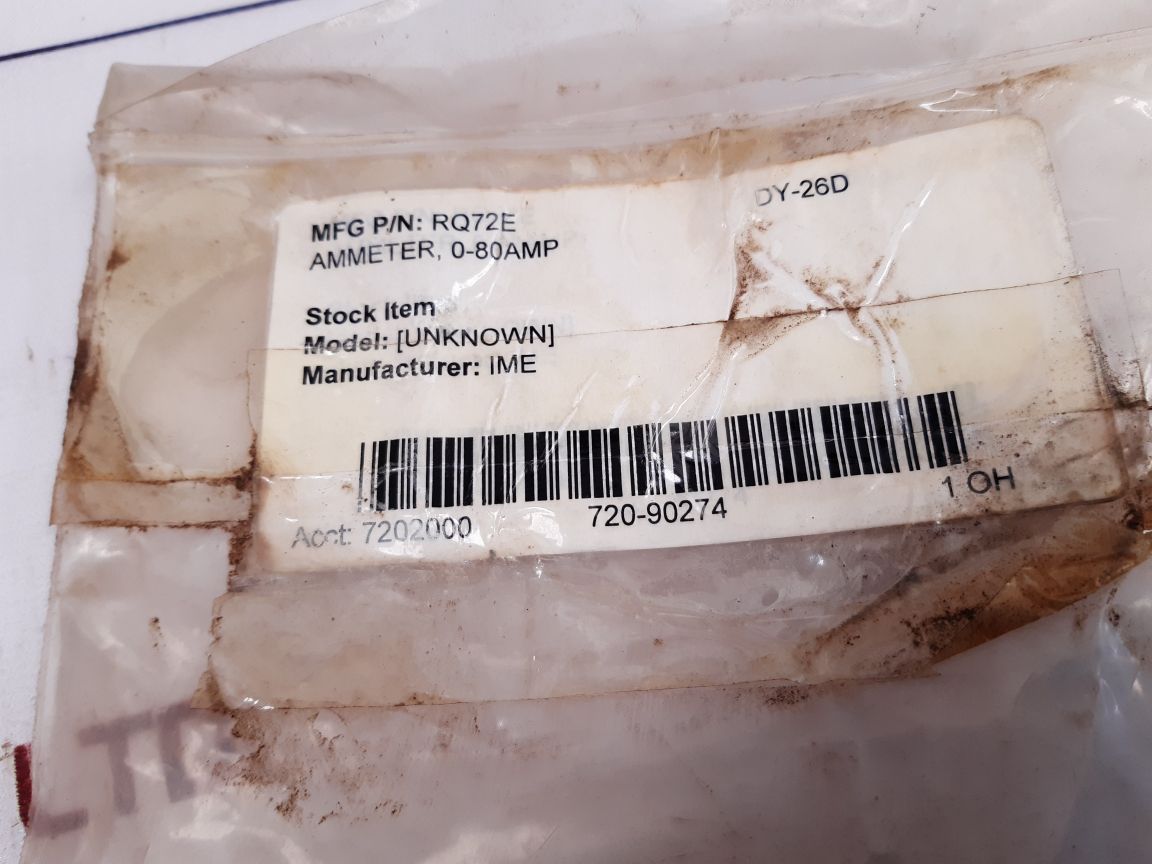 DY-26D
MFG P/N: RQ72E
AMMETER, 0-80AMP
Stock Item
Model: [UNKNOWN]
Manufacturer: IME
720-90274
1 OH
Acct: 7202000